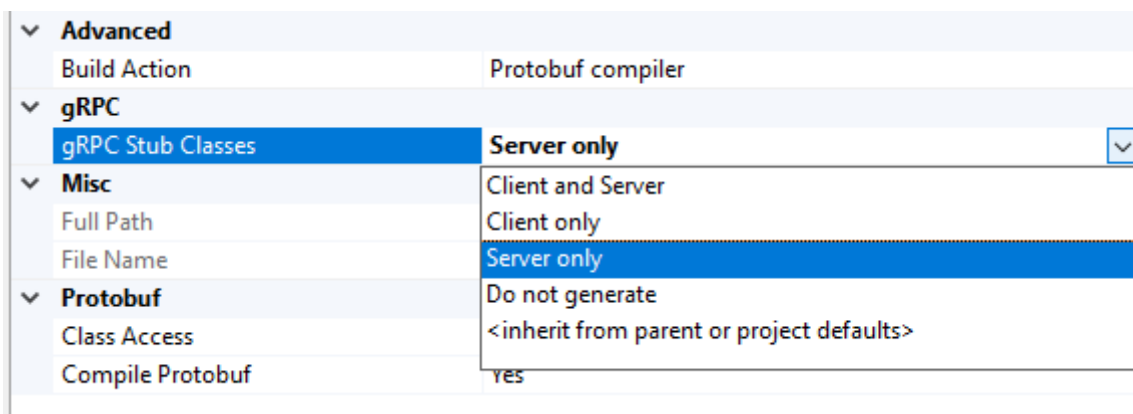 Advanced
Build Action Protobuf compiler
gRPC
gRPC Stub Classes Server only
Misc Client and Server
Full Path Client only
File Name Server only
Protobuf Do not generate
Class Access <inherit from parent or project defaults>
Compile Protobuf Yes